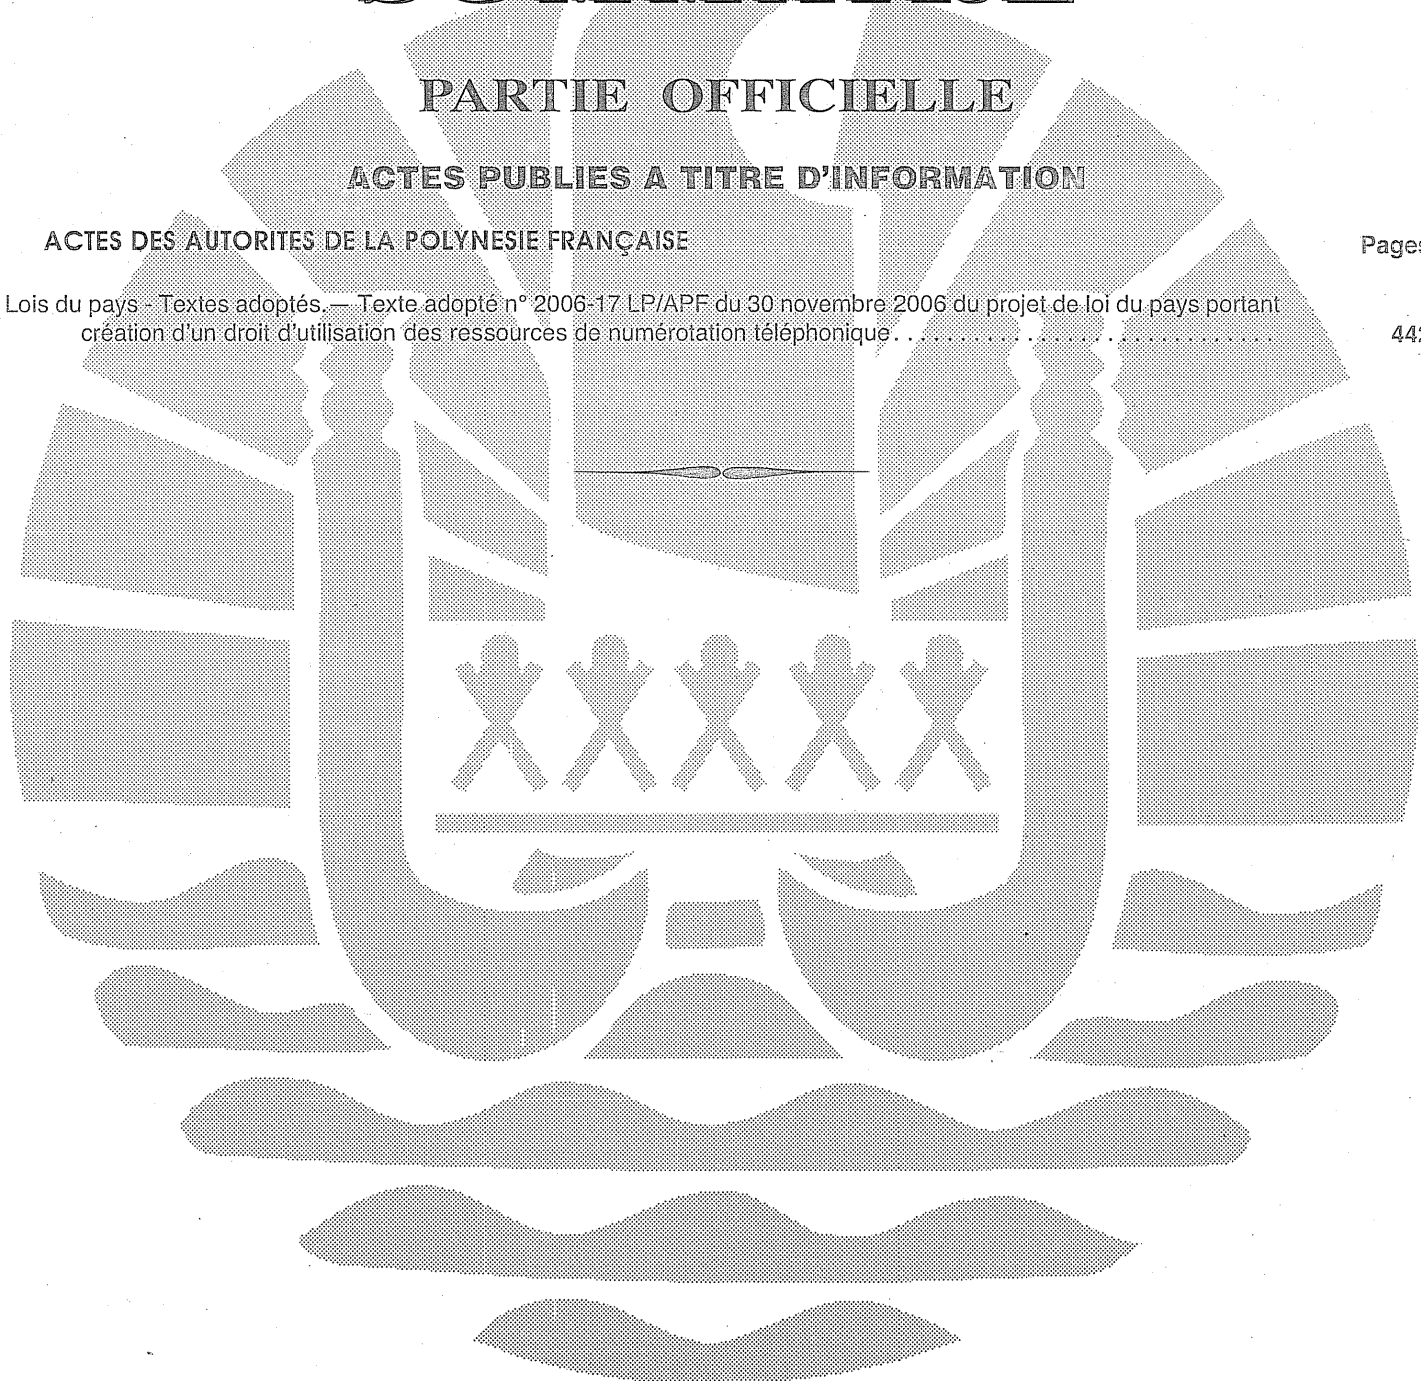 PARTIE OFFICIELLE
ACTES PUBLIES A TITRE D'INFORMATION
ACTES DES AUTORITES DE LA POLYNESIE FRANÇAISE
Lois du pays - Textes adoptés.— Texte adopté n° 2006-17 LP/APF du 30 novembre 2006 du projet de loi du pays portant
création d'un droit d'utilisation des ressources de numérotation téléphonique............................